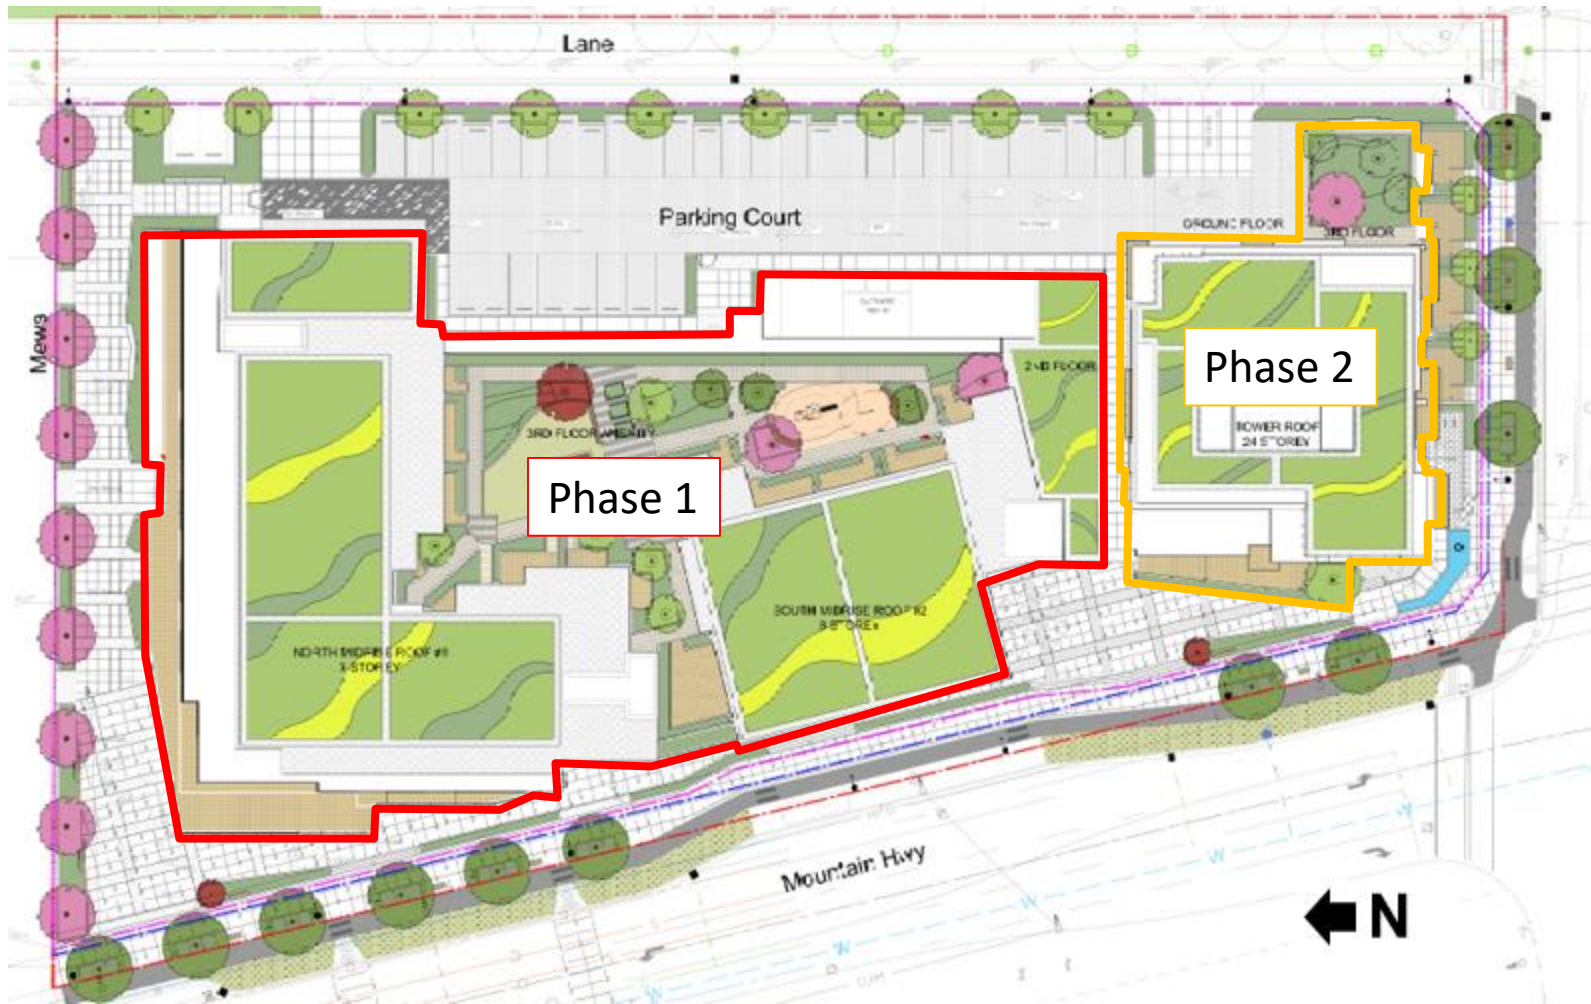 Lane
Parking Court
GROUND FLOOR
3RD FLOOR
Mews
2ND FLOOR
Phase 2
TOWER ROOF
24 STOREY
3RD FLOOR AMENITY
Phase 1
SOUTH MIDRISE ROOF #2
NORTH MIDRISE ROOF #1
Mountain Hwy
W
W
W
W
N